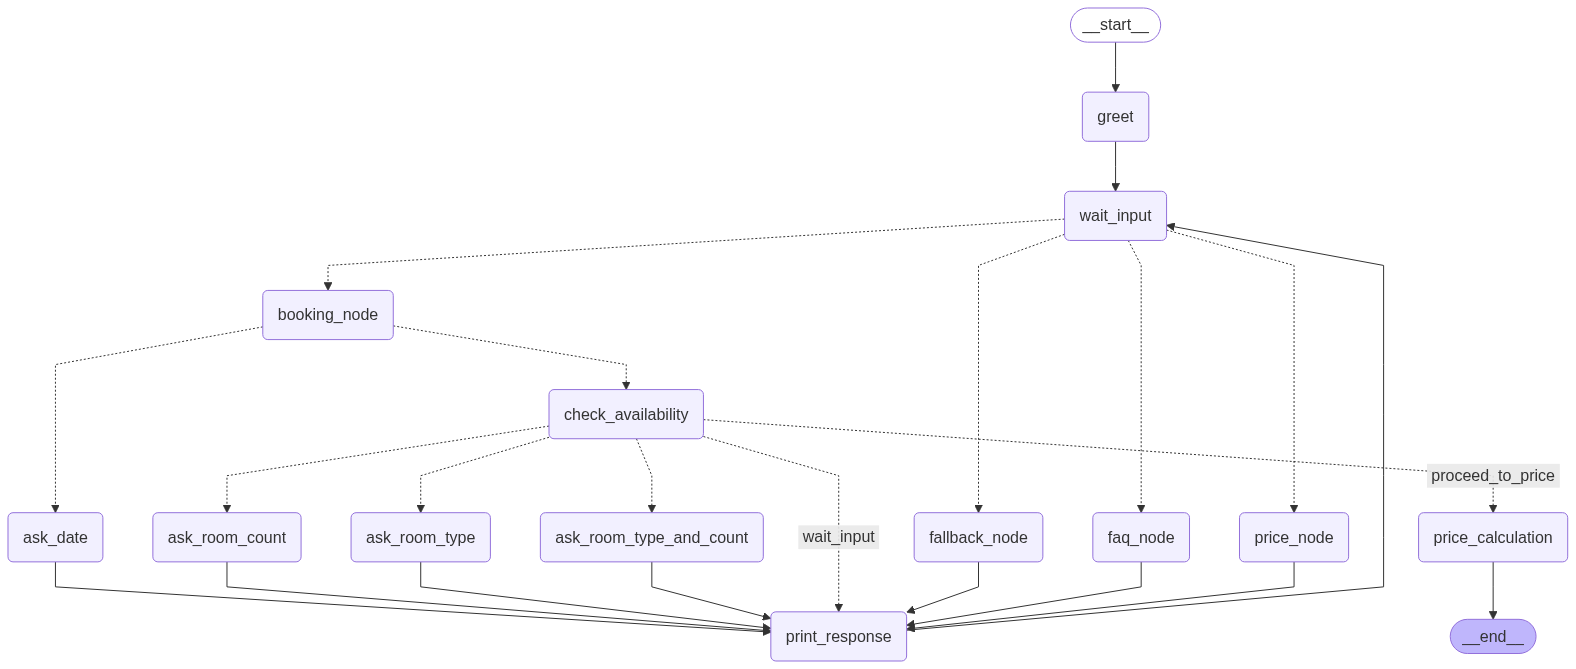 __start__
greet
wait_input
booking_node
check_availability
proceed_to_price
ask_date
ask_room_count
ask_room_type
ask_room_type_and_count
wait_input
fallback_node
faq_node
price_node
price_calculation
print_response
__end__